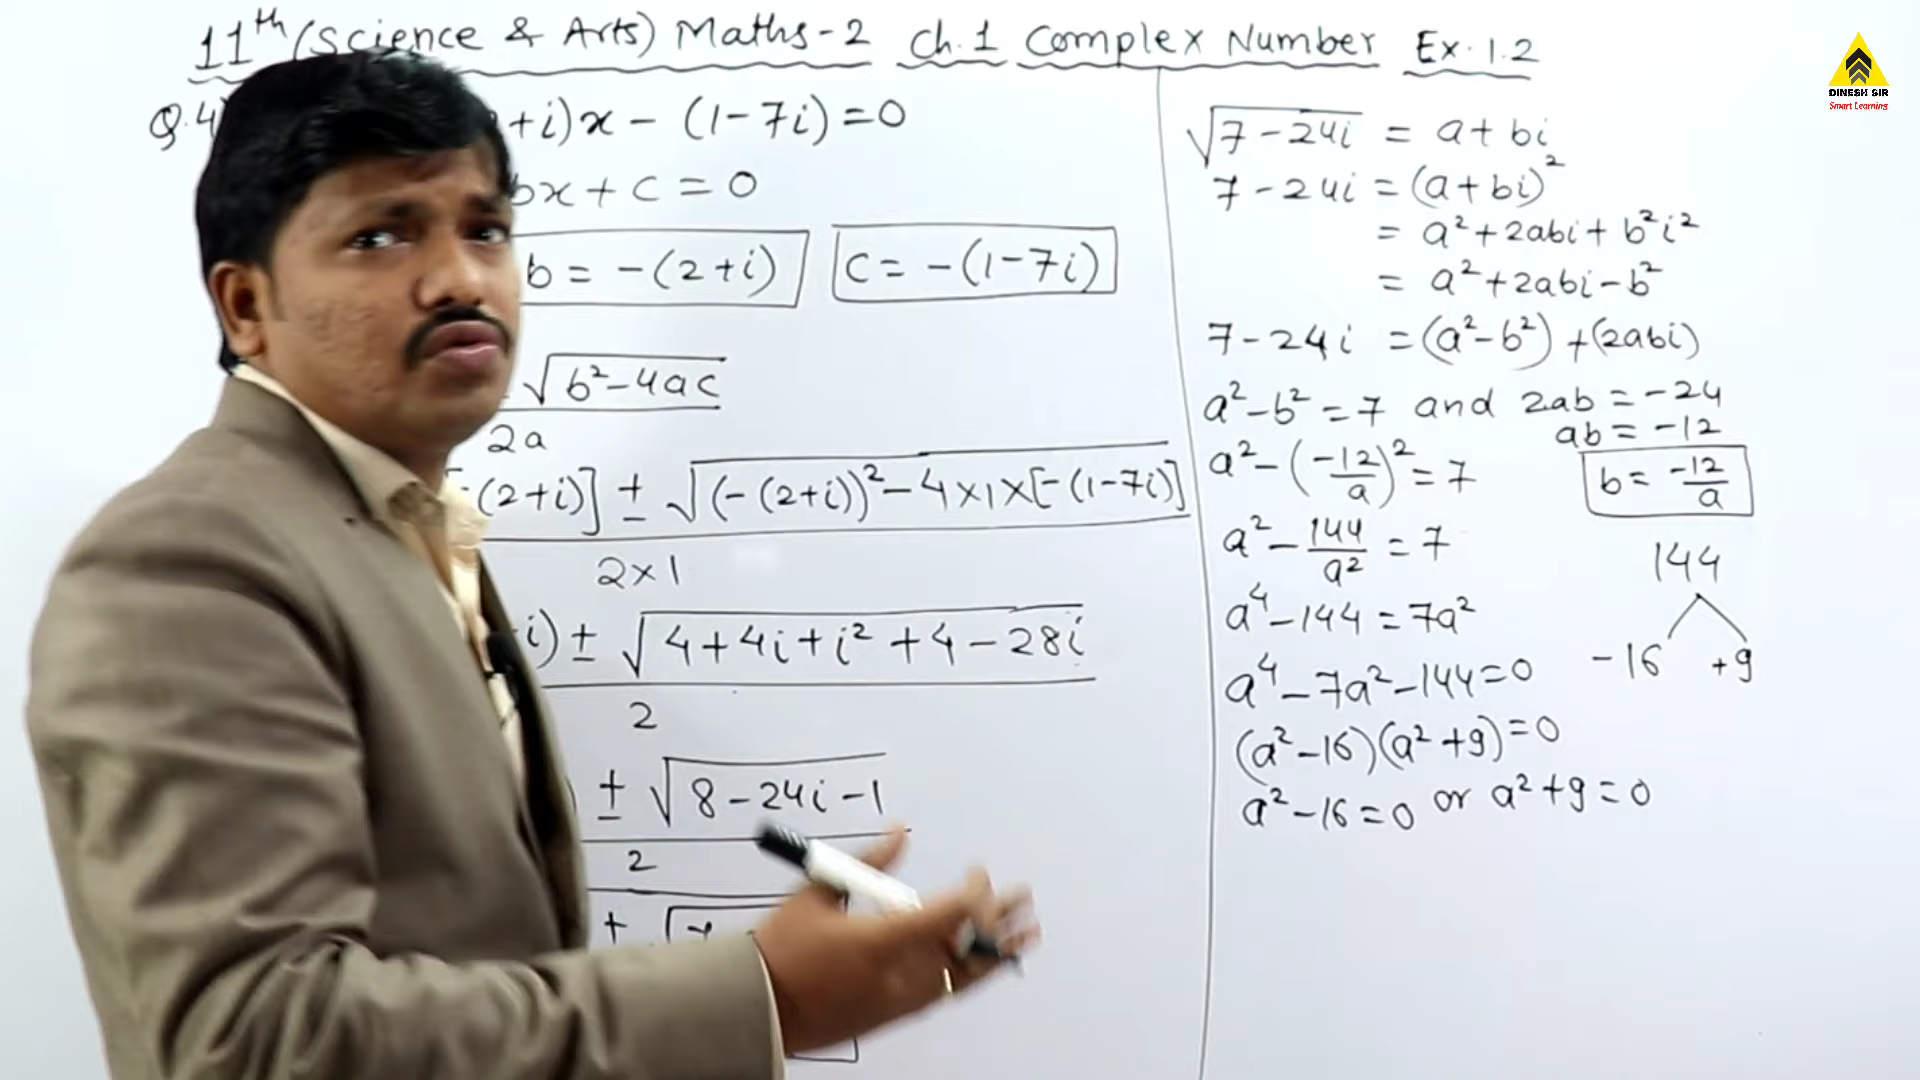 11th (Science & Arts) Maths-2 Ch.1 Complex Number Ex.1.2
Q.4 +i)x - (1-7i) = 0
bx + c = 0
b = -(2+i) c = -(1-7i)
√b²-4ac
2a
(2+i)] ± √(-(2+i))²-4×1×[-(1-7i)]
2×1
i) ± √4+4i+i²+4-28i
2
) ± √8-24i-1
2
± √7
√7-24i = a+bi
7-24i = (a+bi)²
= a²+2abi+b²i²
= a²+2abi-b²
7-24i = (a²-b²)+(2abi)
a²-b²=7 and 2ab = -24
ab = -12
a²-(-12/a)²=7 b = -12/a
a²-144/a²=7
144
a⁴-144=7a²
-16 +9
a⁴-7a²-144=0
(a²-16)(a²+9)=0
a²-16=0 or a²+9=0
DINESH SIR
Smart Learning